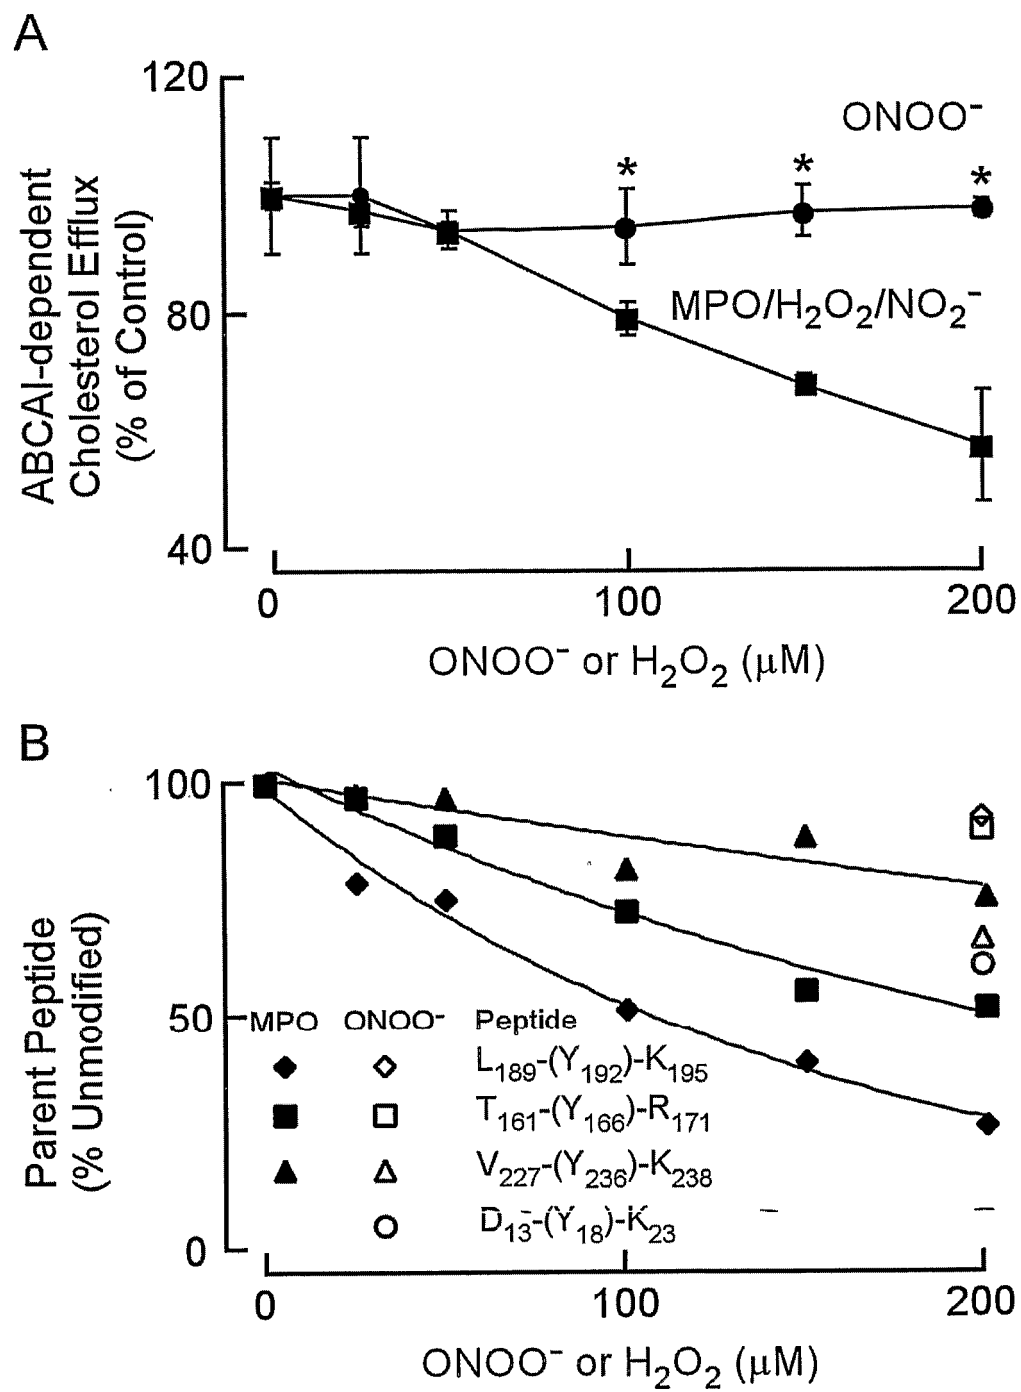 A
120
80
40
ABCAI-dependent
Cholesterol Efflux
(% of Control)
ONOO⁻
* * *
MPO/H₂O₂/NO₂⁻
0 100 200
ONOO⁻ or H₂O₂ (μM)
B
100
50
0
Parent Peptide
(% Unmodified)
MPO ONOO⁻ Peptide
L₁₈₉-(Y₁₉₂)-K₁₉₅
T₁₆₁-(Y₁₆₆)-R₁₇₁
V₂₂₇-(Y₂₃₆)-K₂₃₈
D₁₃-(Y₁₈)-K₂₃
0 100 200
ONOO⁻ or H₂O₂ (μM)